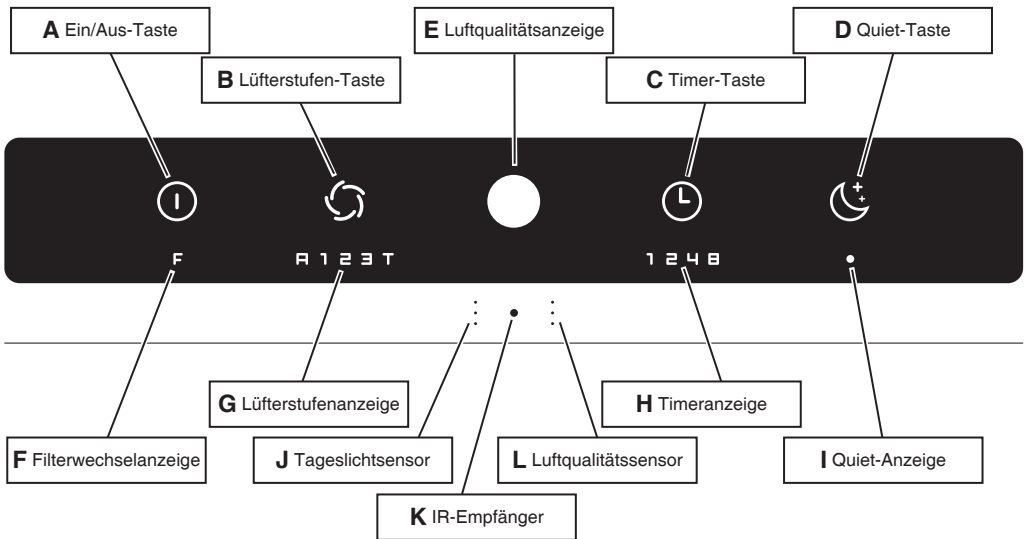 A Ein/Aus-Taste
E Luftqualitätsanzeige
D Quiet-Taste
B Lüfterstufen-Taste
C Timer-Taste
F
A 1 2 3 T
1 2 4 8
G Lüfterstufenanzeige
H Timeranzeige
F Filterwechselanzeige
J Tageslichtsensor
L Luftqualitätssensor
I Quiet-Anzeige
K IR-Empfänger